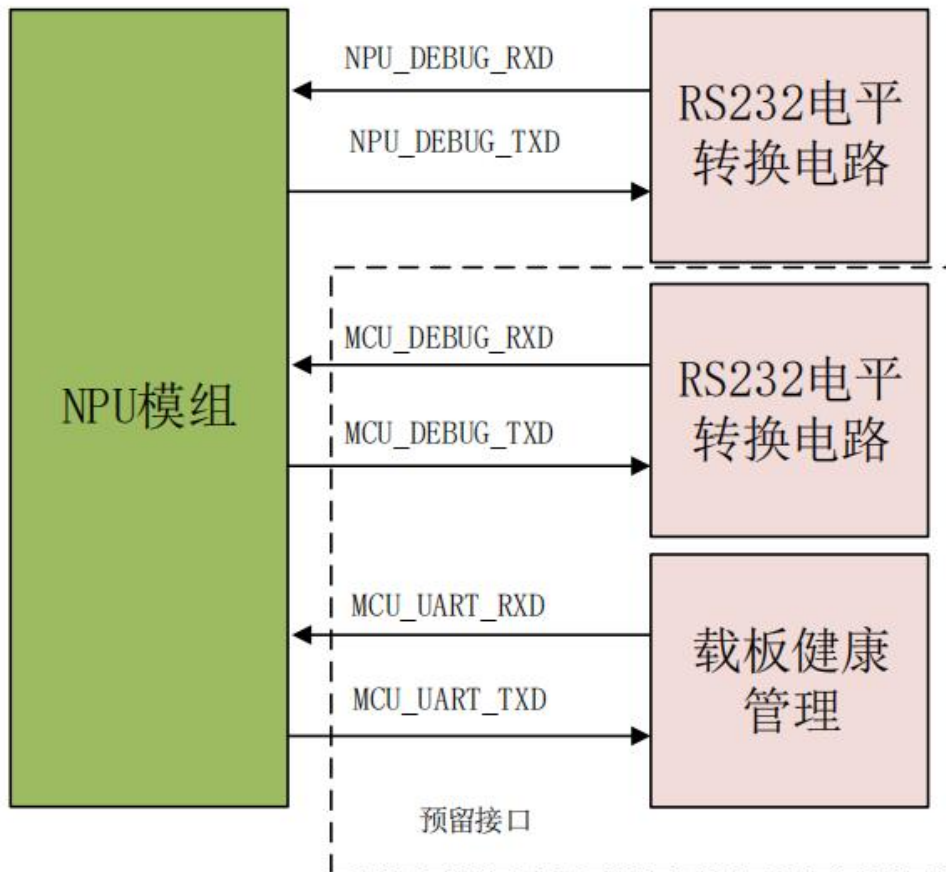 NPU_DEBUG_RXD
NPU_DEBUG_TXD
RS232电平
转换电路
NPU模组
MCU_DEBUG_RXD
MCU_DEBUG_TXD
RS232电平
转换电路
MCU_UART_RXD
MCU_UART_TXD
载板健康
管理
预留接口